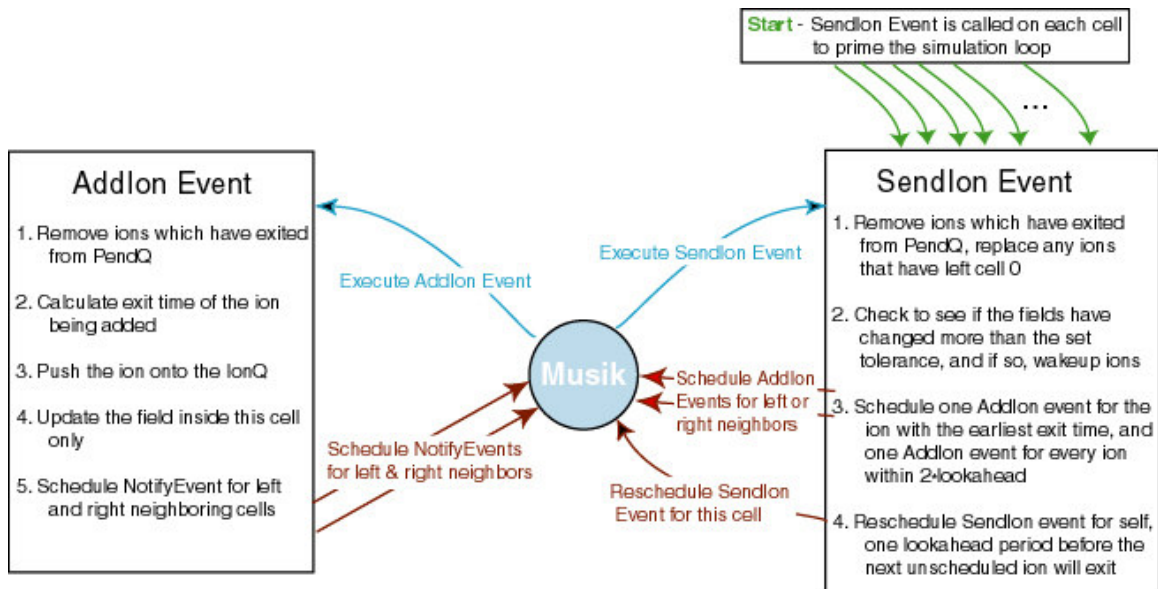 Start - SendIon Event is called on each cell
to prime the simulation loop
...
AddIon Event
1. Remove ions which have exited
from PendQ
2. Calculate exit time of the ion
being added
3. Push the ion onto the IonQ
4. Update the field inside this cell
only
5. Schedule NotifyEvent for left
and right neighboring cells
Execute AddIon Event
Execute SendIon Event
Musik
Schedule NotifyEvents
for left & right neighbors
Schedule AddIon
Events for left or
right neighbors
Reschedule SendIon
Event for this cell
SendIon Event
1. Remove ions which have exited
from PendQ, replace any ions
that have left cell 0
2. Check to see if the fields have
changed more than the set
tolerance, and if so, wakeup ions
3. Schedule one AddIon event for the
ion with the earliest exit time, and
one AddIon event for every ion
within 2*lookahead
4. Reschedule SendIon event for self,
one lookahead period before the
next unscheduled ion will exit